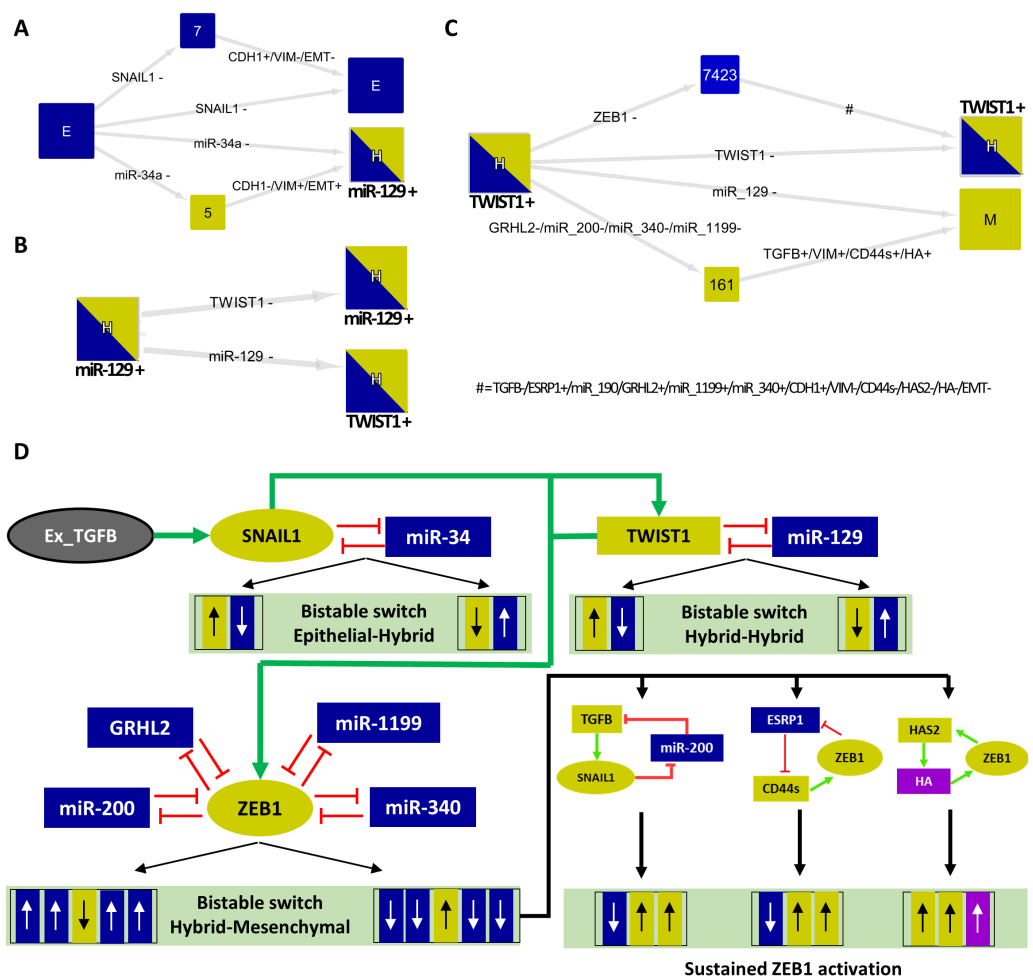 A
7
CDH1+/VIM-/EMT-
SNAIL1 -
E
SNAIL1 -
E
miR-34a -
H
miR-34a -
CDH1-/VIM+/EMT+
miR-129 +
5
B
H
TWIST1 -
miR-129 +
H
miR-129 -
miR-129 +
H
TWIST1 +
C
7423
TWIST1 +
ZEB1 -
#
H
H
TWIST1 -
TWIST1 +
miR_129 -
GRHL2-/miR_200-/miR_340-/miR_1199-
M
TGFB+/VIM+/CD44s+/HA+
161
# = TGFB-/ESRP1+/miR_190/GRHL2+/miR_1199+/miR_340+/CDH1+/VIM-/CD44s-/HAS2-/HA-/EMT-
D
Ex_TGFB
SNAIL1
miR-34
TWIST1
miR-129
Bistable switch
Epithelial-Hybrid
Bistable switch
Hybrid-Hybrid
GRHL2
miR-1199
miR-200
ZEB1
miR-340
TGFB
miR-200
SNAIL1
ESRP1
ZEB1
CD44s
HAS2
ZEB1
HA
Bistable switch
Hybrid-Mesenchymal
Sustained ZEB1 activation